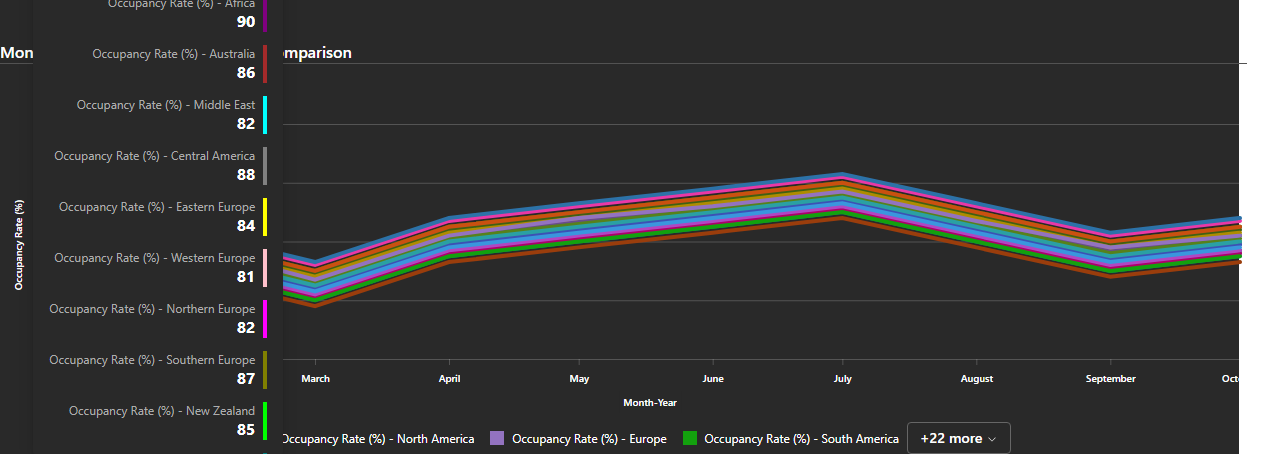 Occupancy Rate (%) - Africa
90
Mon
mparison
Occupancy Rate (%) - Australia
86
Occupancy Rate (%) - Middle East
82
Occupancy Rate (%) - Central America
88
Occupancy Rate (%) - Eastern Europe
84
Occupancy Rate (%)
Occupancy Rate (%) - Western Europe
81
Occupancy Rate (%) - Northern Europe
82
Occupancy Rate (%) - Southern Europe
87
Occupancy Rate (%) - New Zealand
85
March April May June July August September Octo
Month-Year
Occupancy Rate (%) - North America Occupancy Rate (%) - Europe Occupancy Rate (%) - South America +22 more